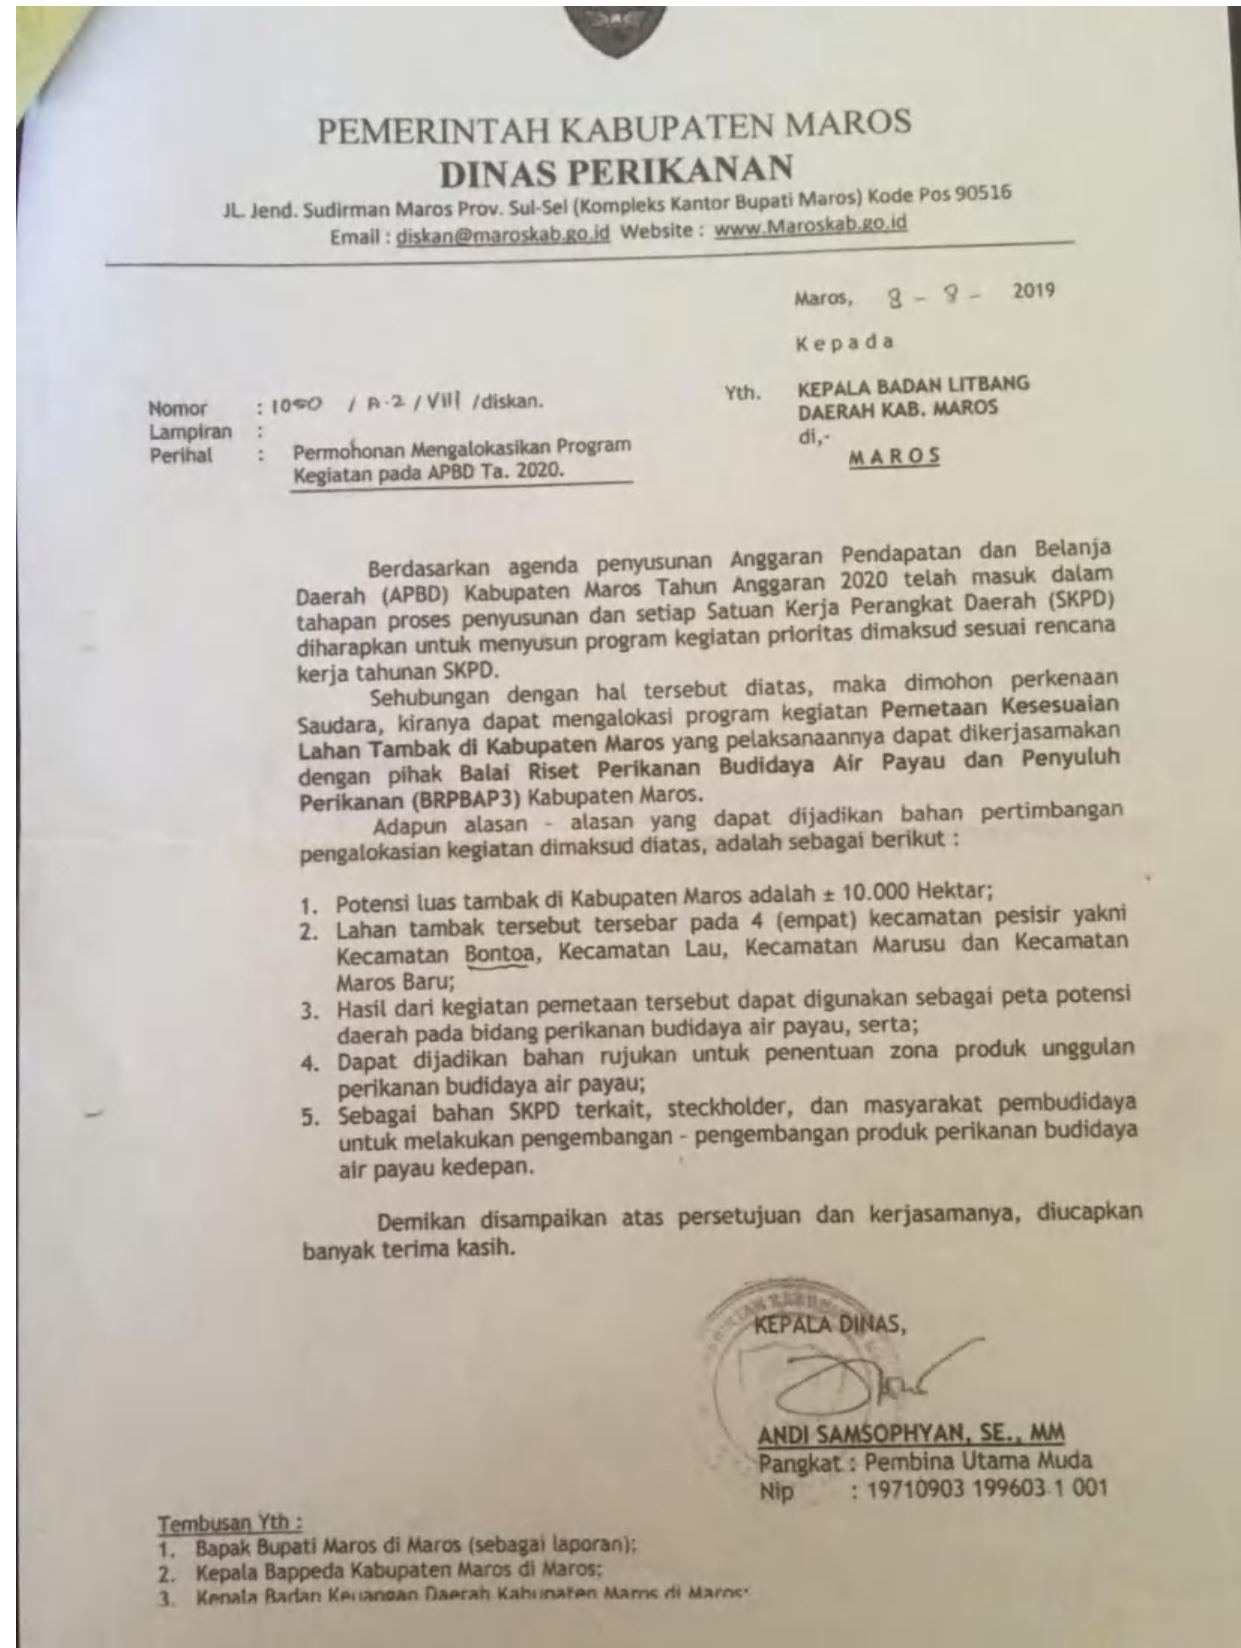 PEMERINTAH KABUPATEN MAROS
DINAS PERIKANAN
JL. Jend. Sudirman Maros Prov. Sul-Sel (Kompleks Kantor Bupati Maros) Kode Pos 90516
Email : diskan@maroskab.go.id Website : www.Maroskab.go.id
Maros, 8 - 8 - 2019
Kepada
Yth. KEPALA BADAN LITBANG
DAERAH KAB. MAROS
di,-
MAROS
Nomor : 1050 / A.2 / VIII /diskan.
Lampiran :
Perihal : Permohonan Mengalokasikan Program
Kegiatan pada APBD Ta. 2020.
Berdasarkan agenda penyusunan Anggaran Pendapatan dan Belanja
Daerah (APBD) Kabupaten Maros Tahun Anggaran 2020 telah masuk dalam
tahapan proses penyusunan dan setiap Satuan Kerja Perangkat Daerah (SKPD)
diharapkan untuk menyusun program kegiatan prioritas dimaksud sesuai rencana
kerja tahunan SKPD.
Sehubungan dengan hal tersebut diatas, maka dimohon perkenaan
Saudara, kiranya dapat mengalokasi program kegiatan Pemetaan Kesesuaian
Lahan Tambak di Kabupaten Maros yang pelaksanaannya dapat dikerjasamakan
dengan pihak Balai Riset Perikanan Budidaya Air Payau dan Penyuluh
Perikanan (BRPBAP3) Kabupaten Maros.
Adapun alasan - alasan yang dapat dijadikan bahan pertimbangan
pengalokasian kegiatan dimaksud diatas, adalah sebagai berikut :
1. Potensi luas tambak di Kabupaten Maros adalah ± 10.000 Hektar;
2. Lahan tambak tersebut tersebar pada 4 (empat) kecamatan pesisir yakni
Kecamatan Bontoa, Kecamatan Lau, Kecamatan Marusu dan Kecamatan
Maros Baru;
3. Hasil dari kegiatan pemetaan tersebut dapat digunakan sebagai peta potensi
daerah pada bidang perikanan budidaya air payau, serta;
4. Dapat dijadikan bahan rujukan untuk penentuan zona produk unggulan
perikanan budidaya air payau;
5. Sebagai bahan SKPD terkait, steckholder, dan masyarakat pembudidaya
untuk melakukan pengembangan - pengembangan produk perikanan budidaya
air payau kedepan.
Demikan disampaikan atas persetujuan dan kerjasamanya, diucapkan
banyak terima kasih.
KEPALA DINAS,
ANDI SAMSOPHYAN, SE., MM
Pangkat : Pembina Utama Muda
Nip : 19710903 199603 1 001
Tembusan Yth :
1. Bapak Bupati Maros di Maros (sebagai laporan);
2. Kepala Bappeda Kabupaten Maros di Maros;
3. Kepala Badan Keuangan Daerah Kabupaten Maros di Maros;